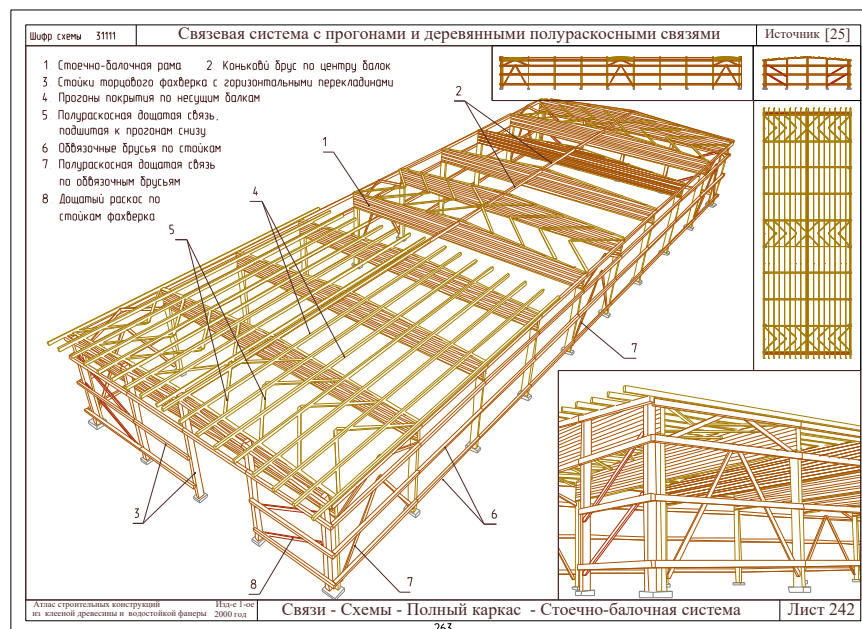 Шифр схемы 31111
Связевая система с прогонами и деревянными полураскосными связями
Источник [25]
1 Стоечно-балочная рама 2 Коньковй брус по центру балок
3 Стойки торцового фахверка с горизонтальными перекладинами
4 Прогоны покрытия по несущим балкам
5 Полураскосная дощатая связь,
подшитая к прогонам снизу
6 Обвязочные брусья по стойкам
7 Полураскосная дощатая связь
по обвязочным брусьям
8 Дощатый раскос по
стойкам фахверка
2
1
4
5
7
3
6
8
7
Атлас строительных конструкций
из клееной древесины и водостойкой фанеры
Изд-е 1-ое
2000 год
Связи - Схемы - Полный каркас - Стоечно-балочная система
Лист 242
263